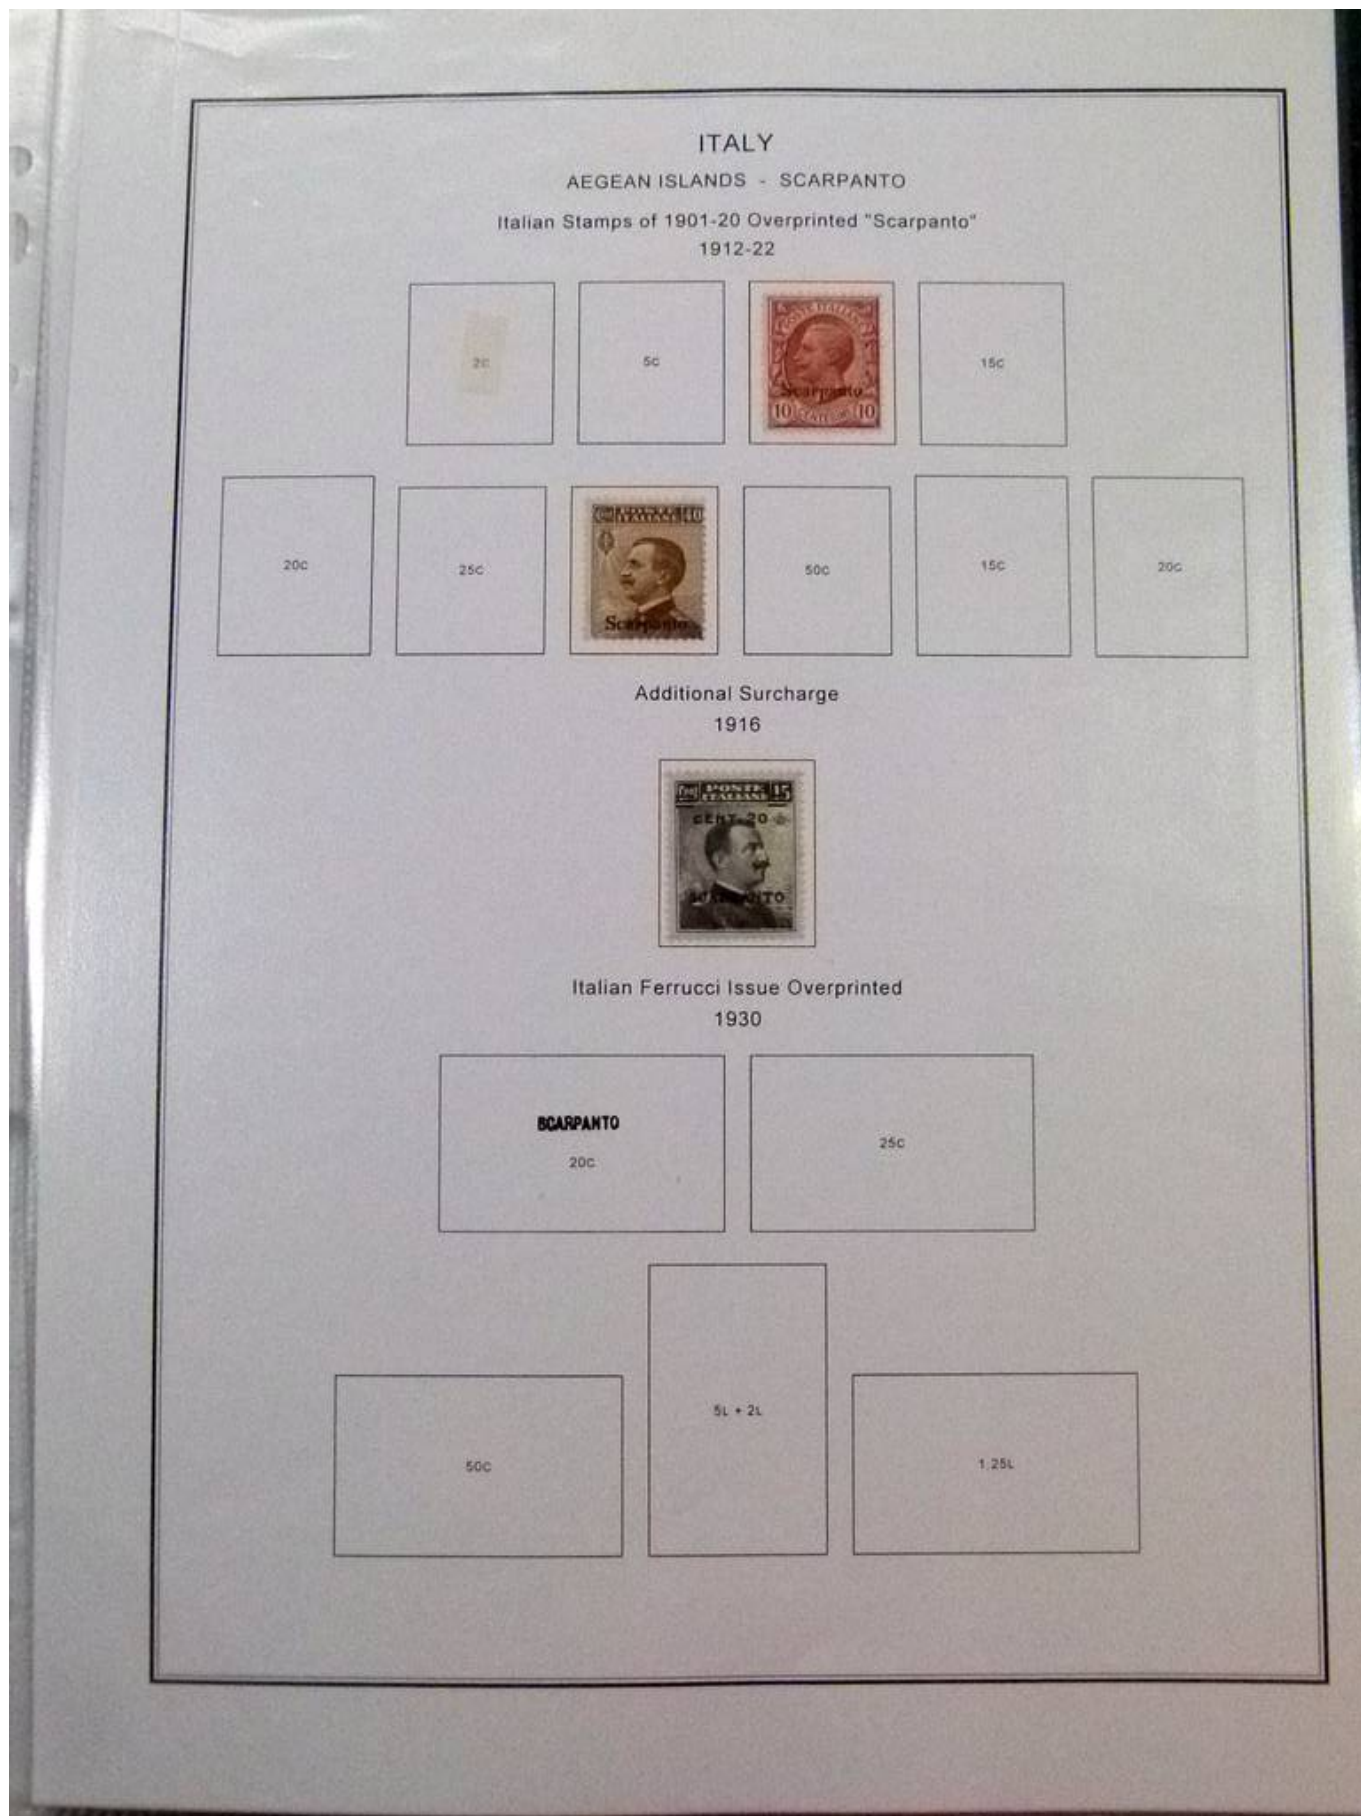 ITALY
AEGEAN ISLANDS - SCARPANTO
Italian Stamps of 1901-20 Overprinted "Scarpanto"
1912-22
2C
5C
POSTE ITALIANE
Scarpanto
10 CENTESIMI 10
15C
20C
25C
POSTE ITALIANE 40
Scarpanto
50C
15C
20C
Additional Surcharge
1916
POSTE ITALIANE 15
CENT. 20
SCARPANTO
Italian Ferrucci Issue Overprinted
1930
SCARPANTO
20C
25C
50C
5L + 2L
1.25L